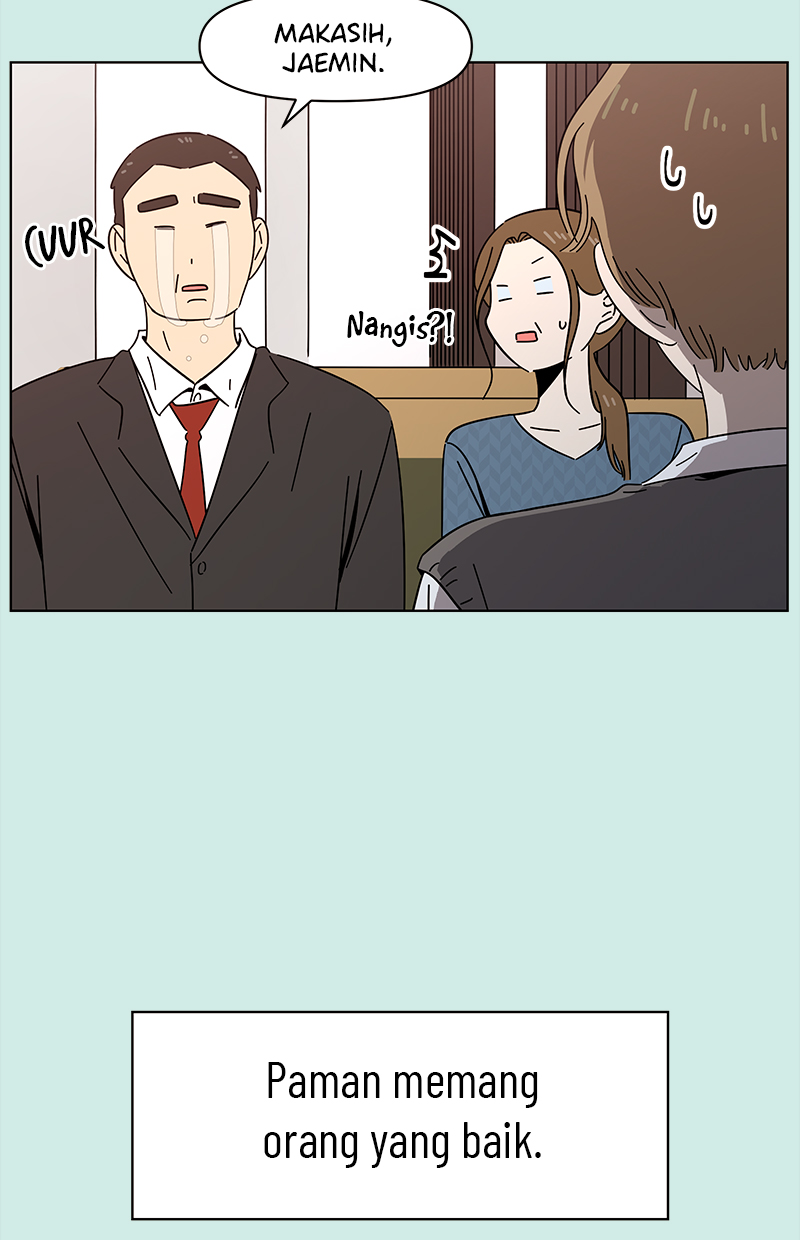 MAKASIH,
JAEMIN.
CUUR
Nangis?!
Paman memang
orang yang baik.